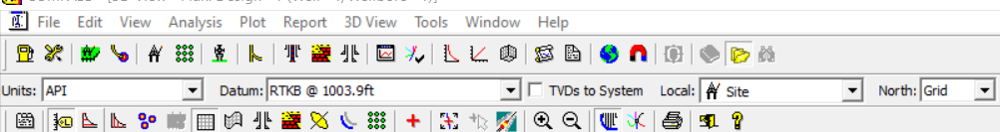 File Edit View Analysis Plot Report 3D View Tools Window Help
Units: API Datum: RTKB @ 1003.9ft TVDs to System Local: Site North: Grid